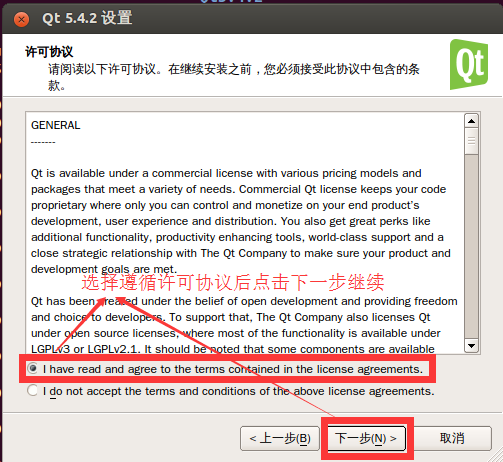 Qt 5.4.2 设置
许可协议
请阅读以下许可协议。在继续安装之前，您必须接受此协议中包含的条
款。
Qt
GENERAL
-------
Qt is available under a commercial license with various pricing models and
packages that meet a variety of needs. Commercial Qt license keeps your code
proprietary where only you can control and monetize on your end product's
development, user experience and distribution. You also get great perks like
additional functionality, productivity enhancing tools, world-class support and a
close strategic relationship with The Qt Company to make sure your product and
development goals are met.
选择遵循许可协议后点击下一步继续
Qt has been created under the belief of open development and providing freedom
and choice to developers. To support that, The Qt Company also licenses Qt
under open source licenses, where most of the functionality is available under
LGPLv3 or LGPLv2.1. It should be noted that some components are available
I have read and agree to the terms contained in the license agreements.
I do not accept the terms and conditions of the above license agreements.
< 上一步(B)
下一步(N) >
取消